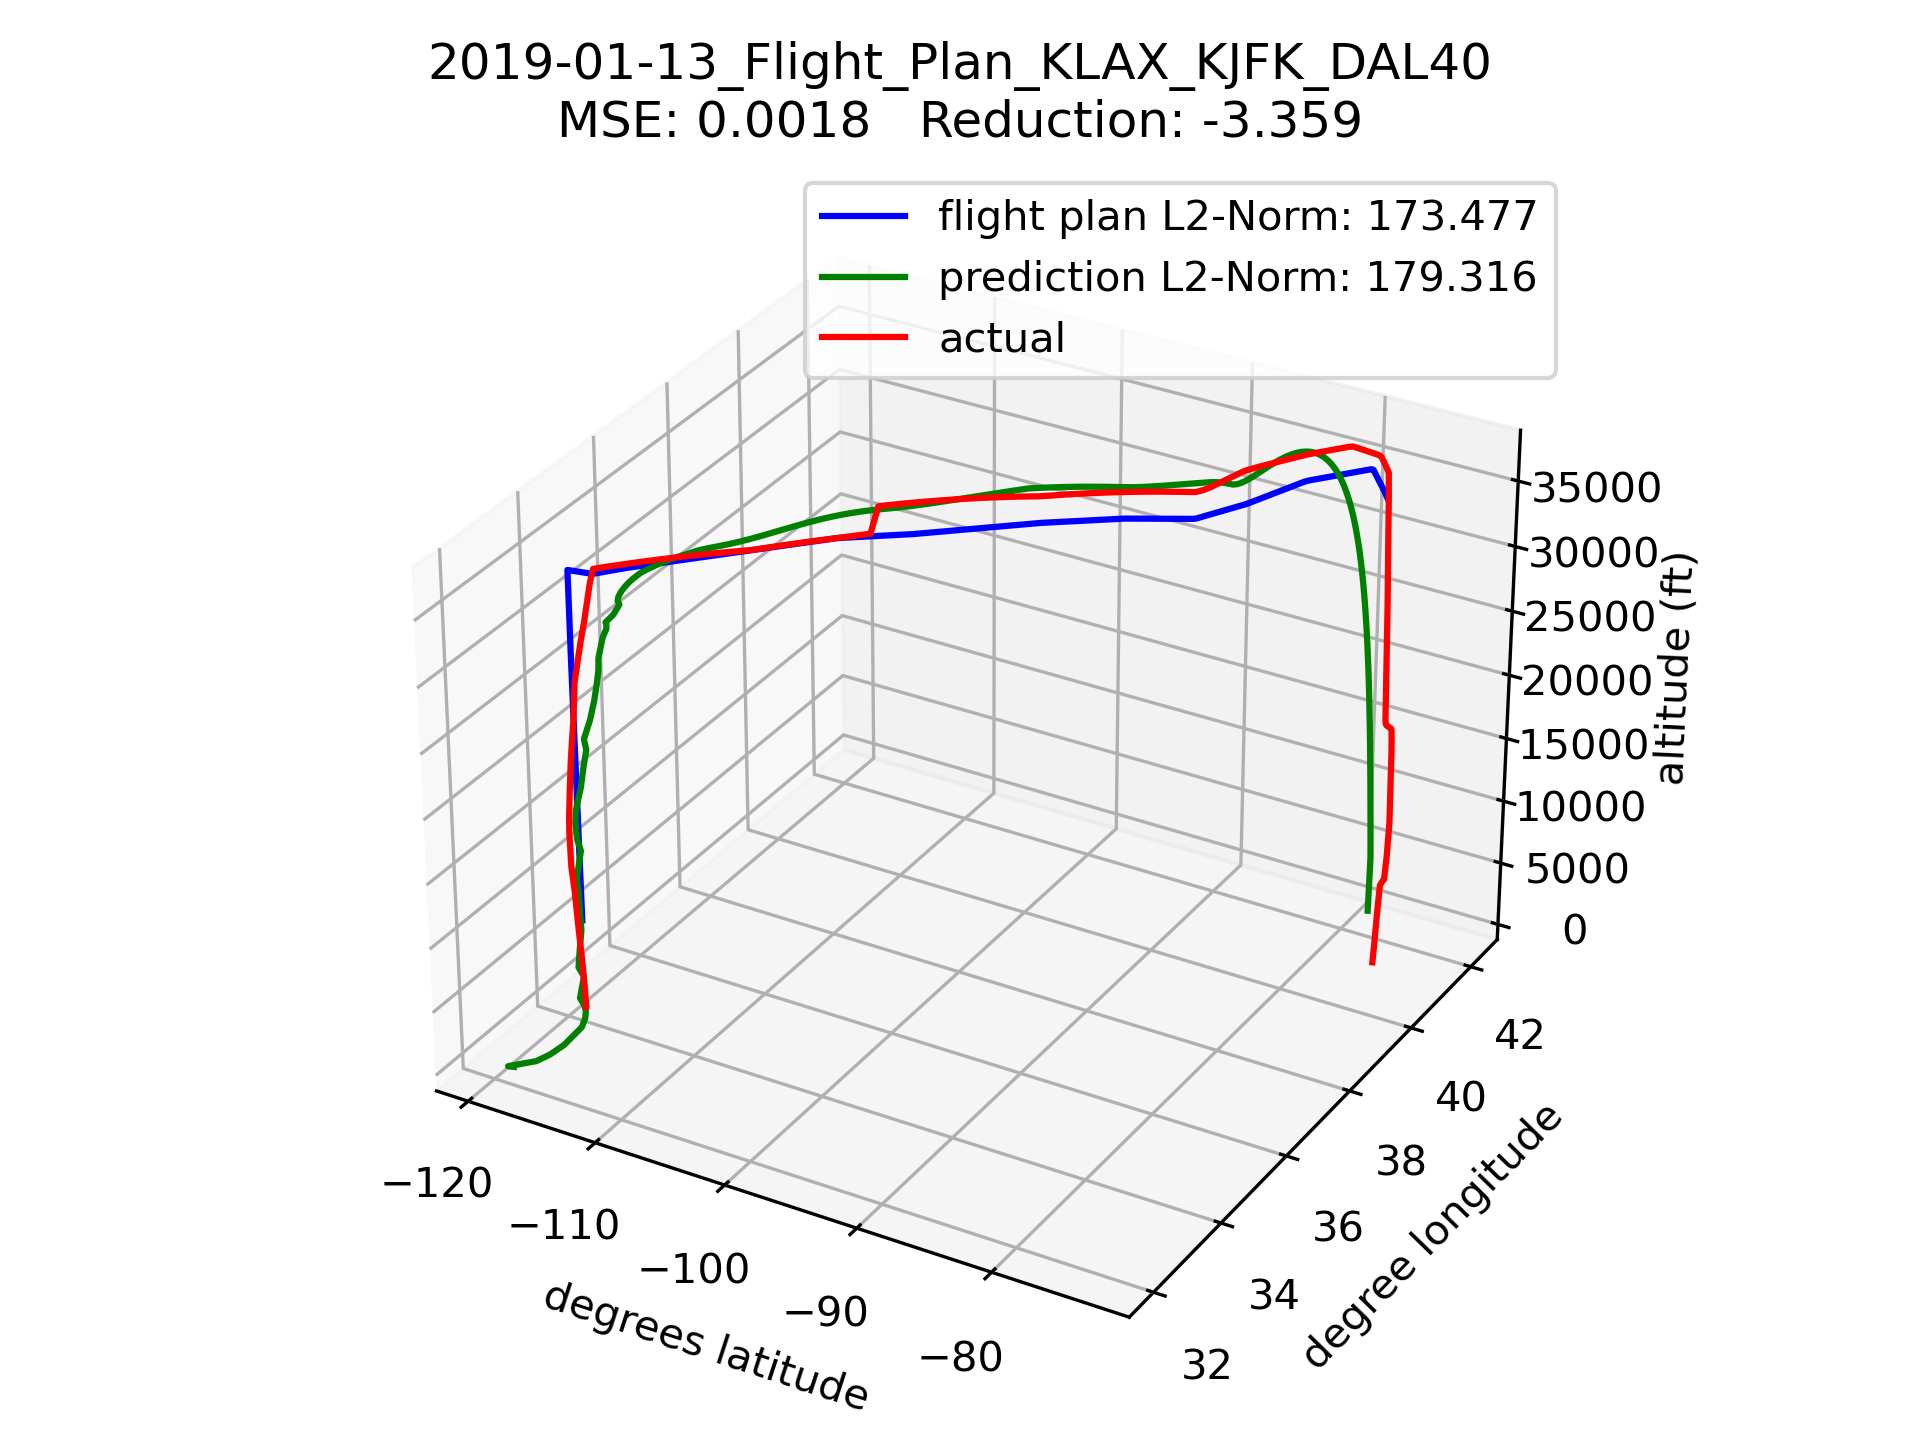 2019-01-13_Flight_Plan_KLAX_KJFK_DAL40
MSE: 0.0018   Reduction: -3.359
flight plan L2-Norm: 173.477
prediction L2-Norm: 179.316
actual
35000
30000
25000
20000
15000
10000
5000
0
altitude (ft)
42
40
38
36
34
32
degree longitude
−120
−110
−100
−90
−80
degrees latitude